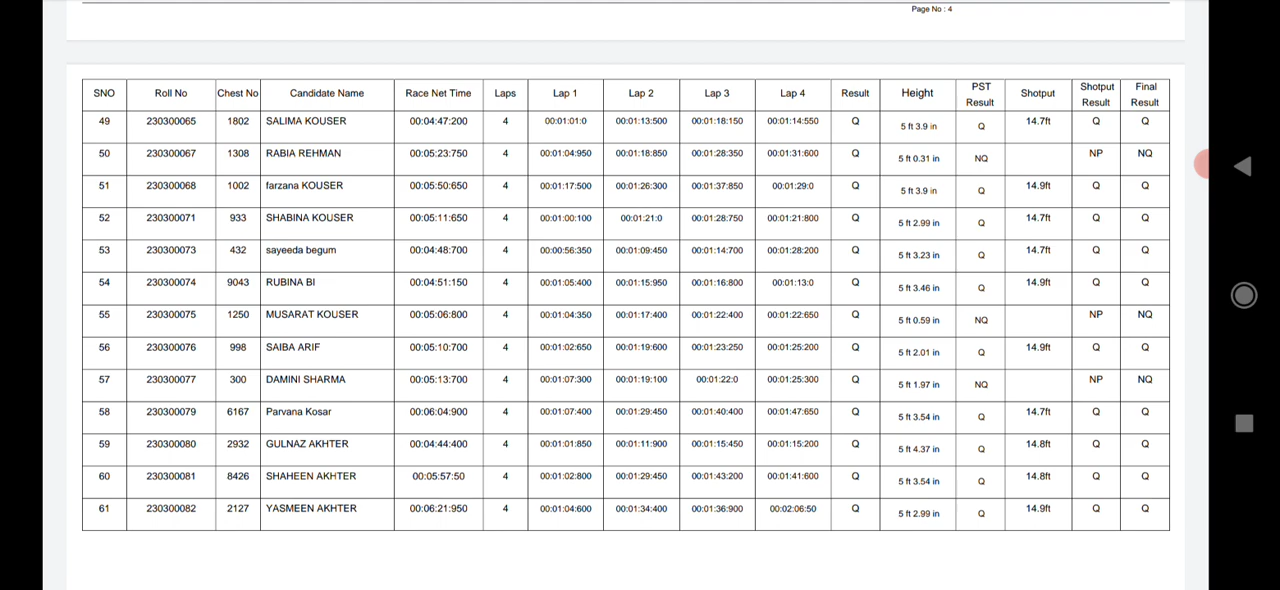 Page No : 4
SNO Roll No Chest No Candidate Name Race Net Time Laps Lap 1 Lap 2 Lap 3 Lap 4 Result Height PST Result Shotput Shotput Result Final Result
49 230300065 1802 SALIMA KOUSER 00:04:47:200 4 00:01:01:0 00:01:13:500 00:01:18:150 00:01:14:550 Q 5 ft 3.9 in Q 14.7ft Q Q
50 230300067 1308 RABIA REHMAN 00:05:23:750 4 00:01:04:950 00:01:18:850 00:01:28:350 00:01:31:600 Q 5 ft 0.31 in NQ NP NQ
51 230300068 1002 farzana KOUSER 00:05:50:650 4 00:01:17:500 00:01:26:300 00:01:37:850 00:01:29:0 Q 5 ft 3.9 in Q 14.9ft Q Q
52 230300071 933 SHABINA KOUSER 00:05:11:650 4 00:01:00:100 00:01:21:0 00:01:28:750 00:01:21:800 Q 5 ft 2.99 in Q 14.7ft Q Q
53 230300073 432 sayeeda begum 00:04:48:700 4 00:00:56:350 00:01:09:450 00:01:14:700 00:01:28:200 Q 5 ft 3.23 in Q 14.7ft Q Q
54 230300074 9043 RUBINA BI 00:04:51:150 4 00:01:05:400 00:01:15:950 00:01:16:800 00:01:13:0 Q 5 ft 3.46 in Q 14.9ft Q Q
55 230300075 1250 MUSARAT KOUSER 00:05:06:800 4 00:01:04:350 00:01:17:400 00:01:22:400 00:01:22:650 Q 5 ft 0.59 in NQ NP NQ
56 230300076 998 SAIBA ARIF 00:05:10:700 4 00:01:02:650 00:01:19:600 00:01:23:250 00:01:25:200 Q 5 ft 2.01 in Q 14.9ft Q Q
57 230300077 300 DAMINI SHARMA 00:05:13:700 4 00:01:07:300 00:01:19:100 00:01:22:0 00:01:25:300 Q 5 ft 1.97 in NQ NP NQ
58 230300079 6167 Parvana Kosar 00:06:04:900 4 00:01:07:400 00:01:29:450 00:01:40:400 00:01:47:650 Q 5 ft 3.54 in Q 14.7ft Q Q
59 230300080 2932 GULNAZ AKHTER 00:04:44:400 4 00:01:01:850 00:01:11:900 00:01:15:450 00:01:15:200 Q 5 ft 4.37 in Q 14.8ft Q Q
60 230300081 8426 SHAHEEN AKHTER 00:05:57:50 4 00:01:02:800 00:01:29:450 00:01:43:200 00:01:41:600 Q 5 ft 3.54 in Q 14.8ft Q Q
61 230300082 2127 YASMEEN AKHTER 00:06:21:950 4 00:01:04:600 00:01:34:400 00:01:36:900 00:02:06:50 Q 5 ft 2.99 in Q 14.9ft Q Q